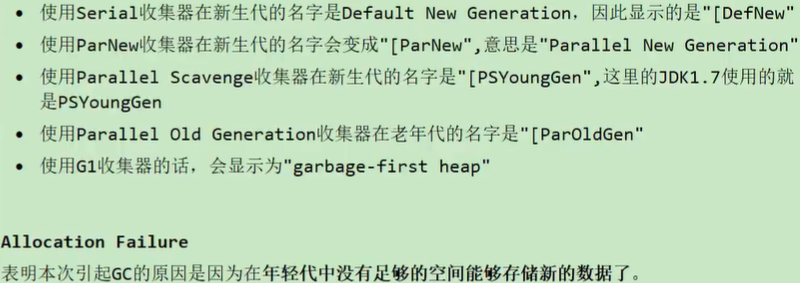 • 使用Serial收集器在新生代的名字是Default New Generation，因此显示的是"[DefNew"
• 使用ParNew收集器在新生代的名字会变成"[ParNew",意思是"Parallel New Generation"
• 使用Parallel Scavenge收集器在新生代的名字是"[PSYoungGen",这里的JDK1.7使用的就
是PSYoungGen
• 使用Parallel Old Generation收集器在老年代的名字是"[ParOldGen"
• 使用G1收集器的话，会显示为"garbage-first heap"
Allocation Failure
表明本次引起GC的原因是因为在年轻代中没有足够的空间能够存储新的数据了。